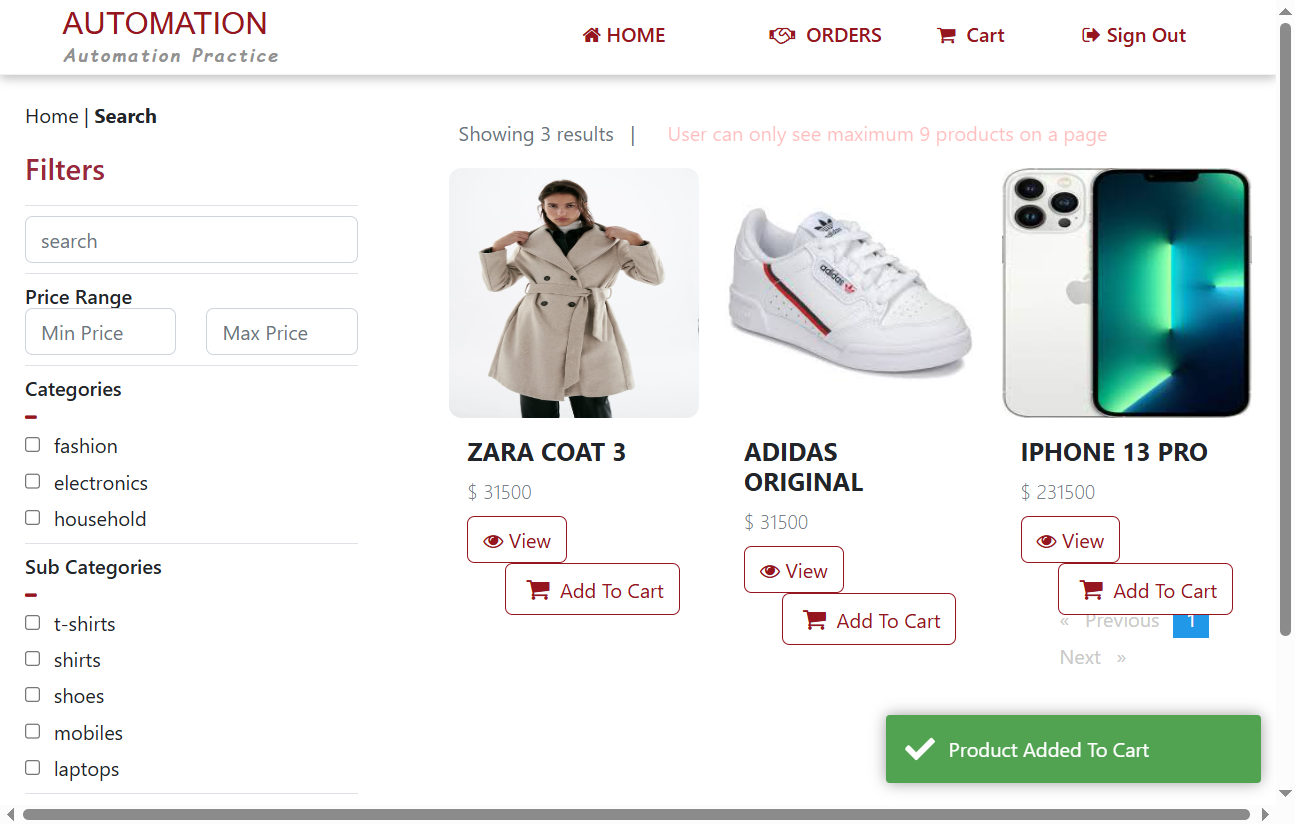 AUTOMATION
Automation Practice
HOME
ORDERS
Cart
Sign Out
Home | Search
Filters
search
Price Range
Min Price
Max Price
Categories
fashion
electronics
household
Sub Categories
t-shirts
shirts
shoes
mobiles
laptops
Showing 3 results |
User can only see maximum 9 products on a page
adidas
adidas
ZARA COAT 3
$ 31500
View
Add To Cart
ADIDAS
ORIGINAL
$ 31500
View
Add To Cart
IPHONE 13 PRO
$ 231500
View
Add To Cart
« Previous 1
Next »
Product Added To Cart